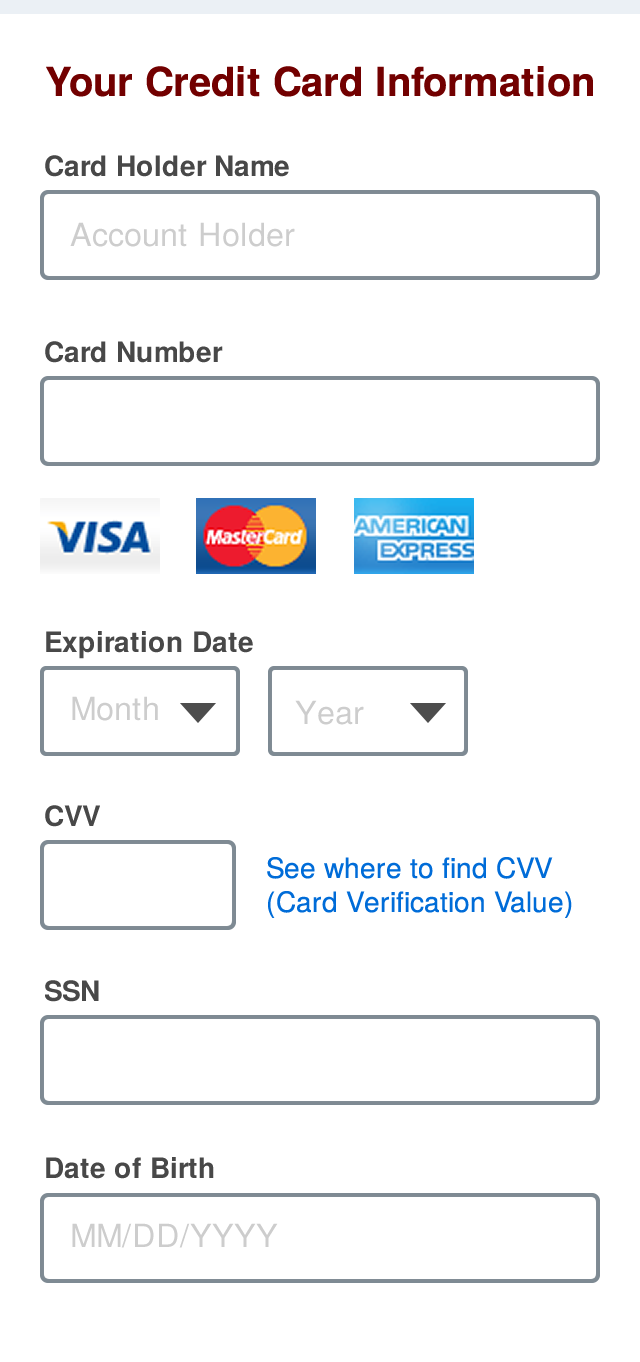 Your Credit Card Information
Card Holder Name
Account Holder
Card Number
VISA
MasterCard
AMERICAN
EXPRESS
Expiration Date
Month
Year
CVV
See where to find CVV
(Card Verification Value)
SSN
Date of Birth
MM/DD/YYYY